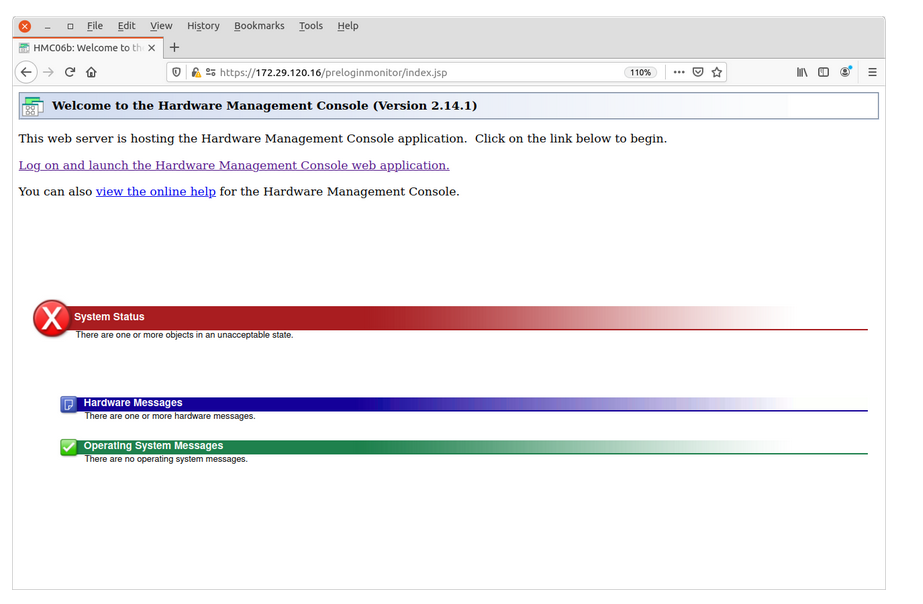 File Edit View History Bookmarks Tools Help
HMC06b: Welcome to th
https://172.29.120.16/preloginmonitor/index.jsp 110%
Welcome to the Hardware Management Console (Version 2.14.1)
This web server is hosting the Hardware Management Console application. Click on the link below to begin.
Log on and launch the Hardware Management Console web application.
You can also view the online help for the Hardware Management Console.
System Status
There are one or more objects in an unacceptable state.
Hardware Messages
There are one or more hardware messages.
Operating System Messages
There are no operating system messages.